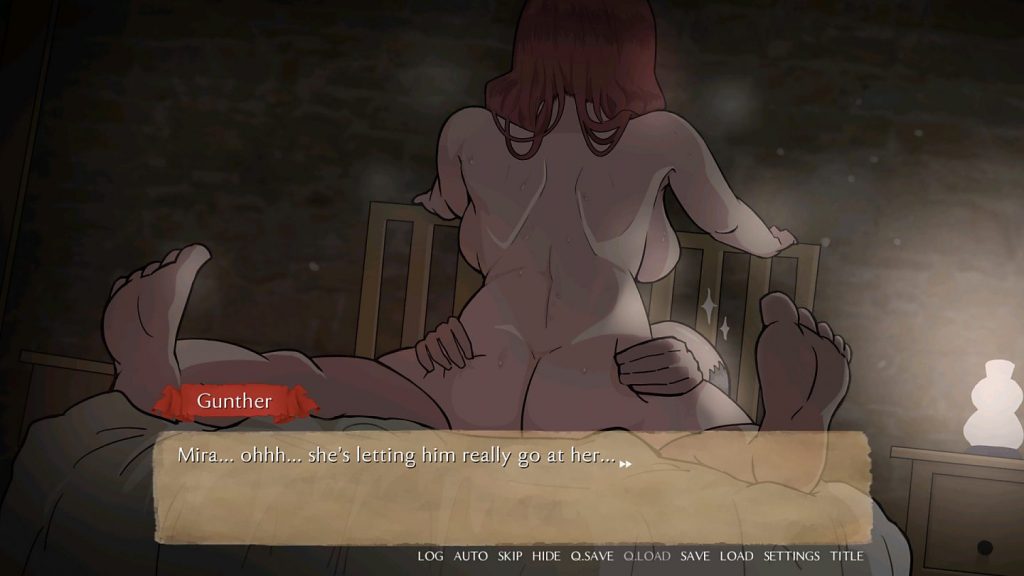 Gunther
Mira... ohhh... she's letting him really go at her...
LOG AUTO SKIP HIDE Q.SAVE Q.LOAD SAVE LOAD SETTINGS TITLE